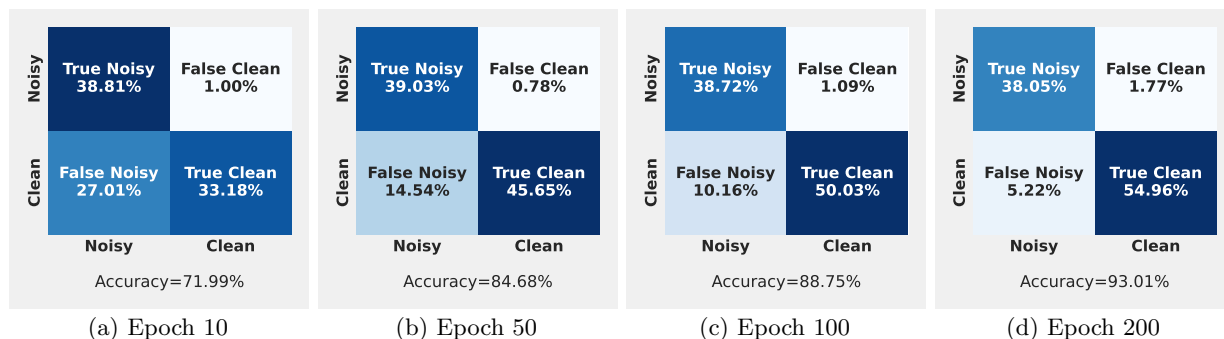 Noisy
True Noisy
38.81%
False Clean
1.00%
Clean
False Noisy
27.01%
True Clean
33.18%
Noisy
Clean
Accuracy=71.99%
(a) Epoch 10
Noisy
True Noisy
39.03%
False Clean
0.78%
Clean
False Noisy
14.54%
True Clean
45.65%
Noisy
Clean
Accuracy=84.68%
(b) Epoch 50
Noisy
True Noisy
38.72%
False Clean
1.09%
Clean
False Noisy
10.16%
True Clean
50.03%
Noisy
Clean
Accuracy=88.75%
(c) Epoch 100
Noisy
True Noisy
38.05%
False Clean
1.77%
Clean
False Noisy
5.22%
True Clean
54.96%
Noisy
Clean
Accuracy=93.01%
(d) Epoch 200